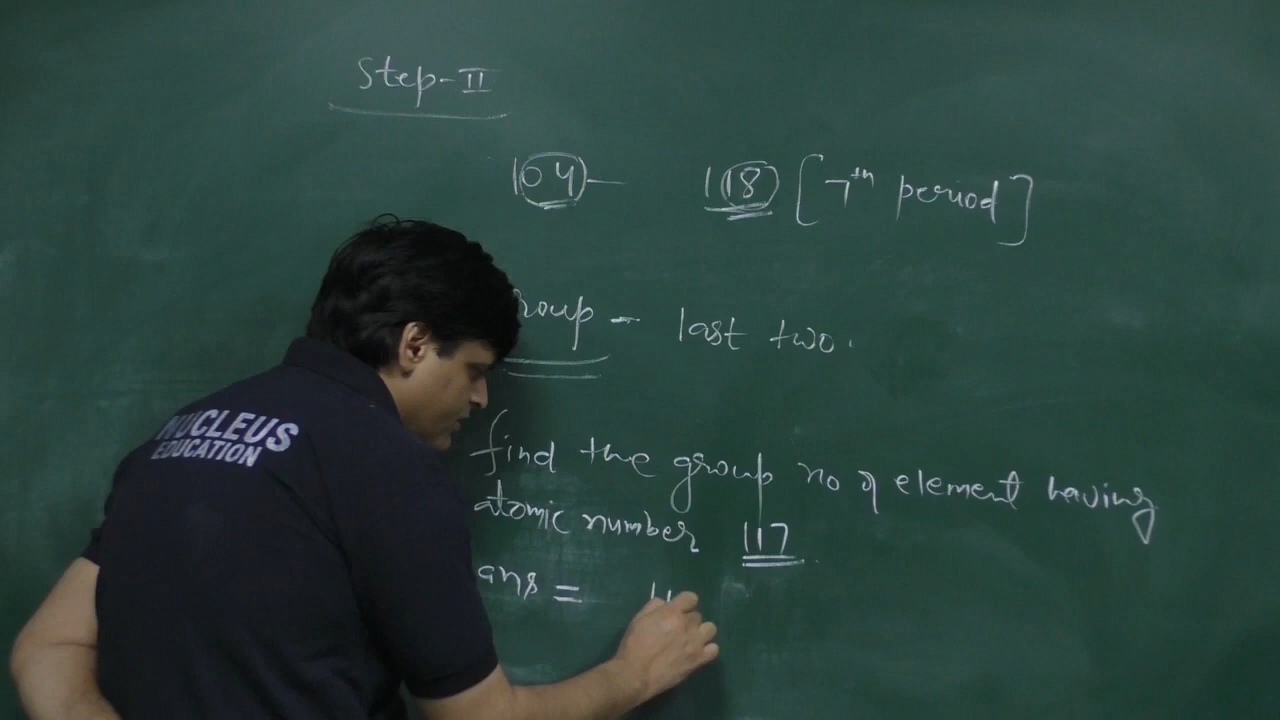 Step-II
104- 118 [7th period]
roup - last two.
find the group no of element having
atomic number 117
ans = 11
NUCLEUS
EDUCATION